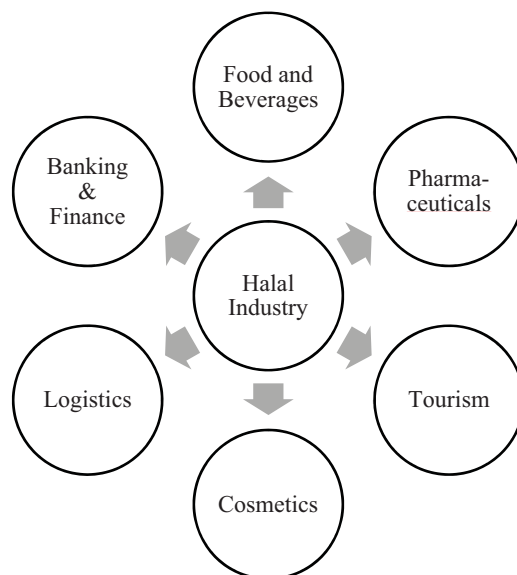 Food and
Beverages
Banking
&
Finance
Pharma-
ceuticals
Halal
Industry
Logistics
Tourism
Cosmetics